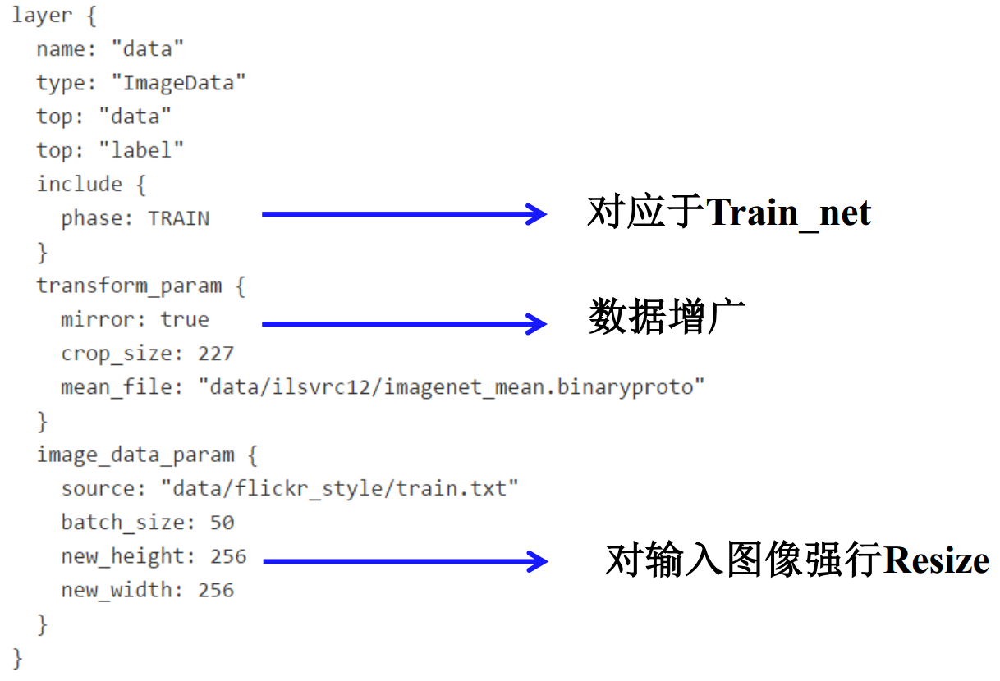 layer {
name: "data"
type: "ImageData"
top: "data"
top: "label"
include {
phase: TRAIN 对应于Train_net
}
transform_param {
mirror: true 数据增广
crop_size: 227
mean_file: "data/ilsvrc12/imagenet_mean.binaryproto"
}
image_data_param {
source: "data/flickr_style/train.txt"
batch_size: 50
new_height: 256 对输入图像强行Resize
new_width: 256
}
}